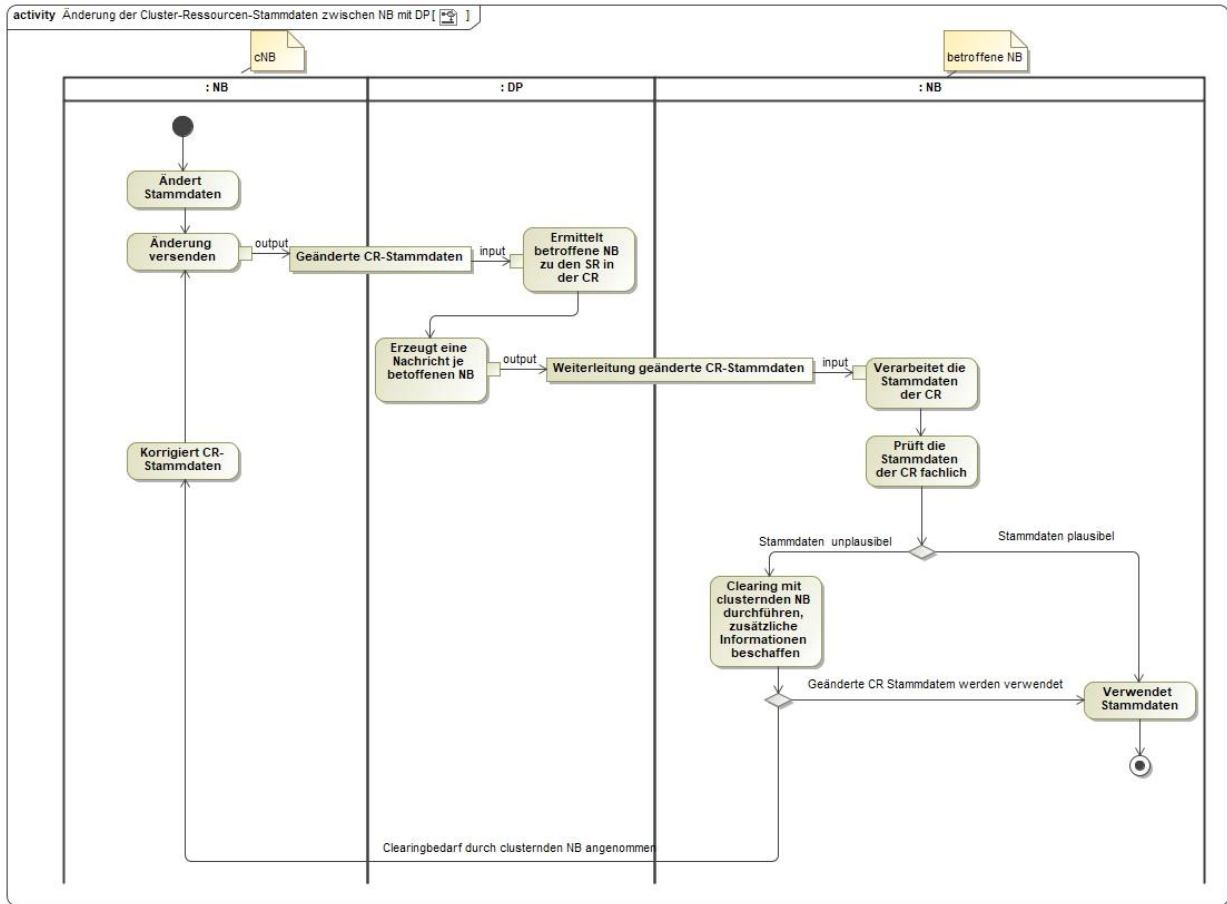 activity Änderung der Cluster-Ressourcen-Stammdaten zwischen NB mit DP[ ]
cNB
betroffene NB
: NB
: DP
: NB
Ändert
Stammdaten
Änderung
versenden
output
Geänderte CR-Stammdaten
input
Ermittelt
betroffene NB
zu den SR in
der CR
Erzeugt eine
Nachricht je
betoffenen NB
output
Weiterleitung geänderte CR-Stammdaten
input
Verarbeitet die
Stammdaten
der CR
Korrigiert CR-
Stammdaten
Prüft die
Stammdaten
der CR fachlich
Stammdaten unplausibel
Stammdaten plausibel
Clearing mit
clusternden NB
durchführen,
zusätzliche
Informationen
beschaffen
Geänderte CR Stammdatem werden verwendet
Verwendet
Stammdaten
Clearingbedarf durch clusternden NB angenommen